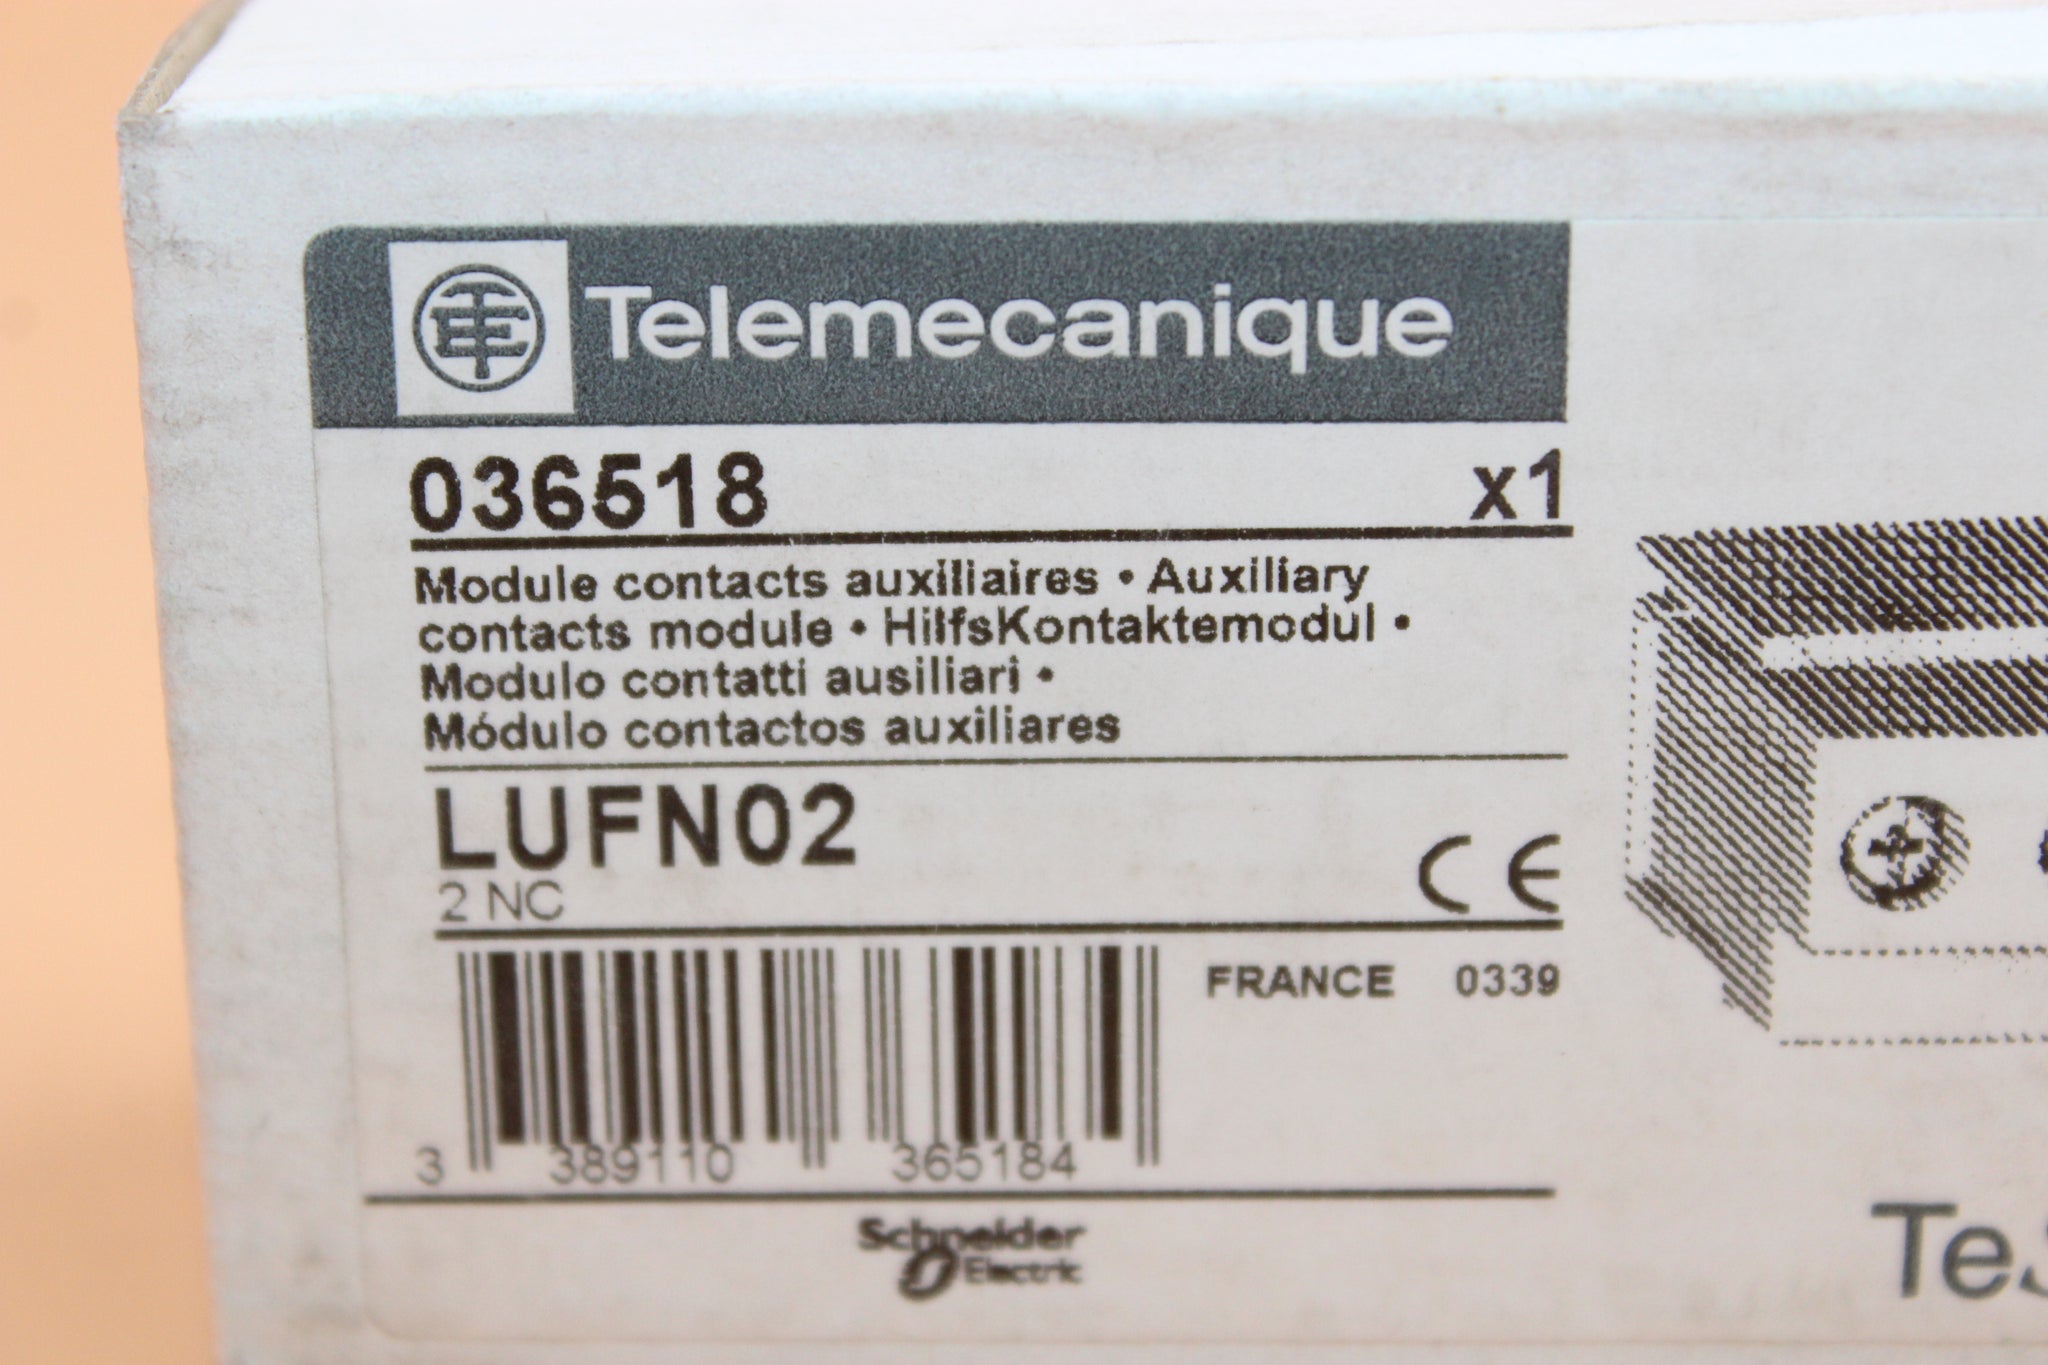 Telemecanique
036518 x1
Module contacts auxiliaires • Auxiliary
contacts module • HilfsKontaktemodul •
Modulo contatti ausiliari •
Módulo contactos auxiliares
LUFN02
2 NC
CE
FRANCE 0339
3 389110 365184
Schneider
Electric
TeS